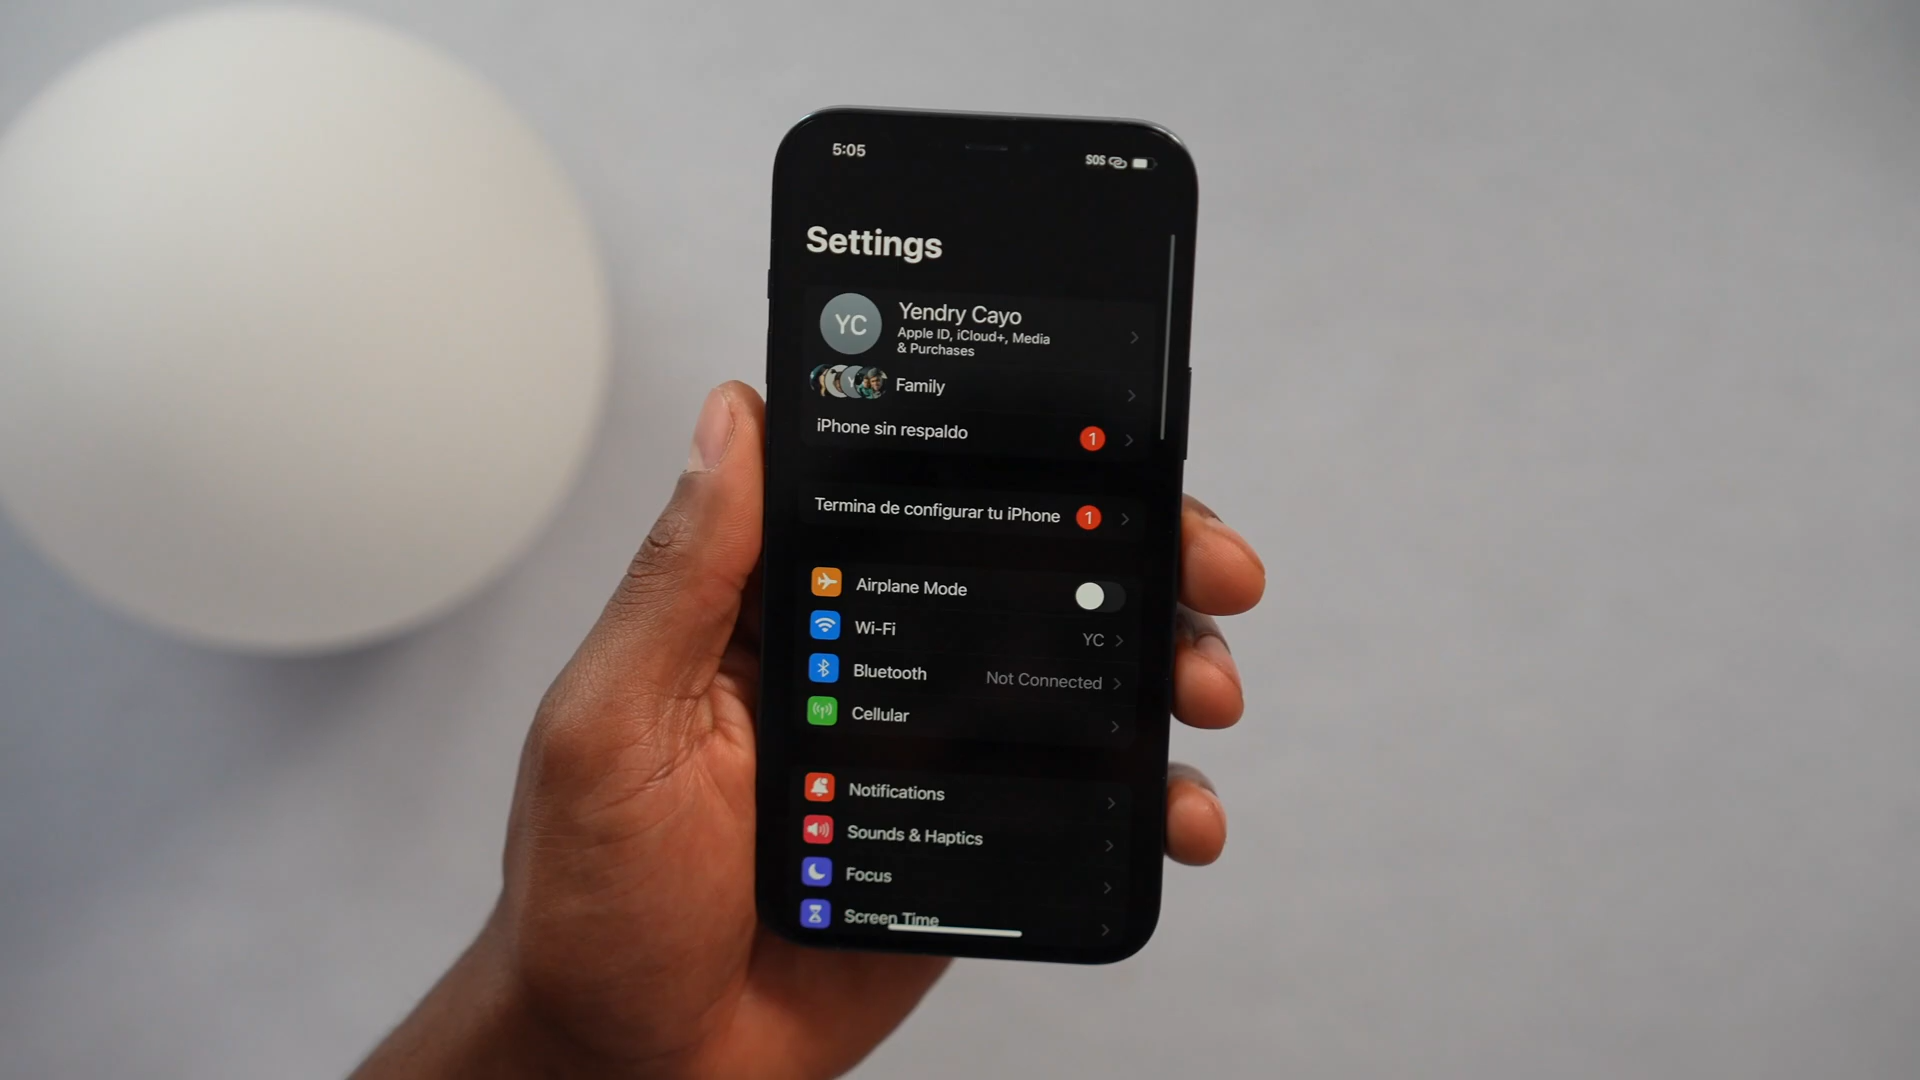 5:05
SOS
Settings
YC
Yendry Cayo
Apple ID, iCloud+, Media
& Purchases
Y
Family
iPhone sin respaldo
1
Termina de configurar tu iPhone
1
Airplane Mode
Wi-Fi
YC
Bluetooth
Not Connected
Cellular
Notifications
Sounds & Haptics
Focus
Screen Time